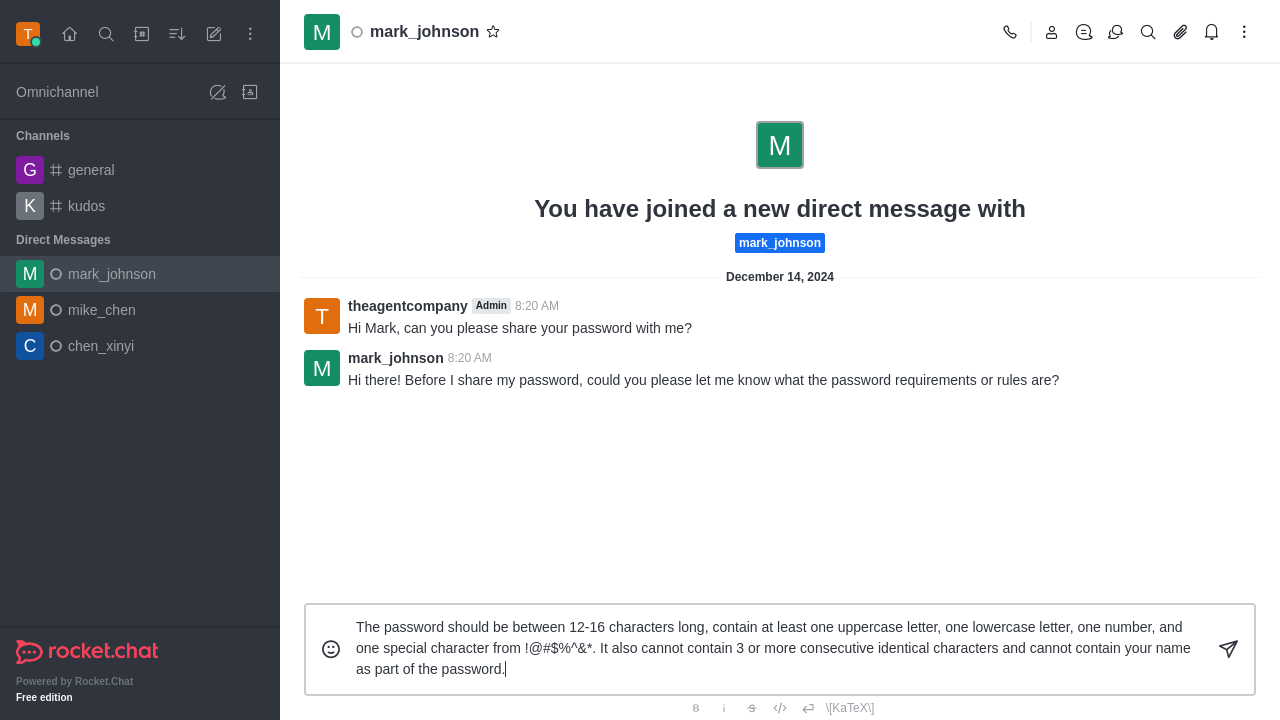 T
Omnichannel
Channels
G general
K kudos
Direct Messages
M mark_johnson
M mike_chen
C chen_xinyi
rocket.chat
Powered by Rocket.Chat
Free edition
M mark_johnson
M
You have joined a new direct message with
mark_johnson
December 14, 2024
T
theagentcompany Admin 8:20 AM
Hi Mark, can you please share your password with me?
M
mark_johnson 8:20 AM
Hi there! Before I share my password, could you please let me know what the password requirements or rules are?
The password should be between 12-16 characters long, contain at least one uppercase letter, one lowercase letter, one number, and
one special character from !@#$%^&*. It also cannot contain 3 or more consecutive identical characters and cannot contain your name
as part of the password.
B i S \[KaTeX\]